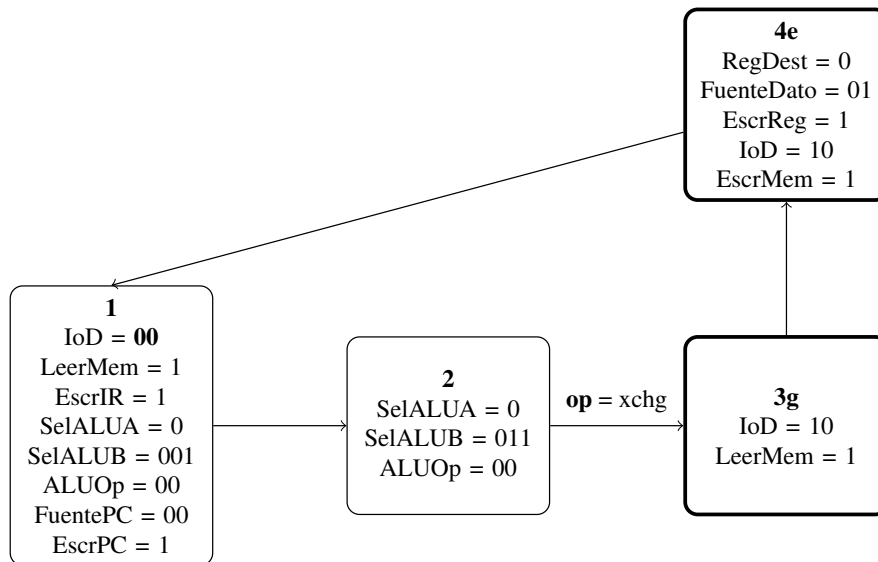 4e
RegDest = 0
FuenteDato = 01
EscrReg = 1
IoD = 10
EscrMem = 1
1
IoD = 00
LeerMem = 1
EscrIR = 1
SelALUA = 0
SelALUB = 001
ALUOp = 00
FuentePC = 00
EscrPC = 1
2
SelALUA = 0
SelALUB = 011
ALUOp = 00
op = xchg
3g
IoD = 10
LeerMem = 1